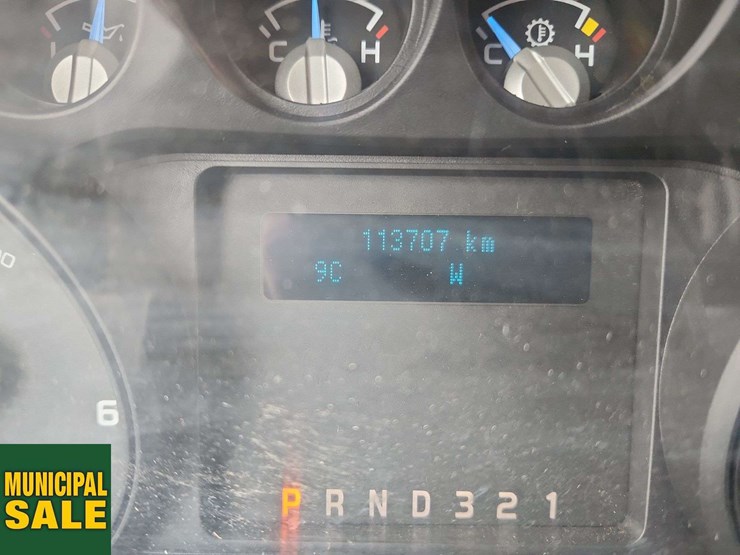 C H
C H
113707 km
9C W
6
P R N D 3 2 1
MUNICIPAL
SALE